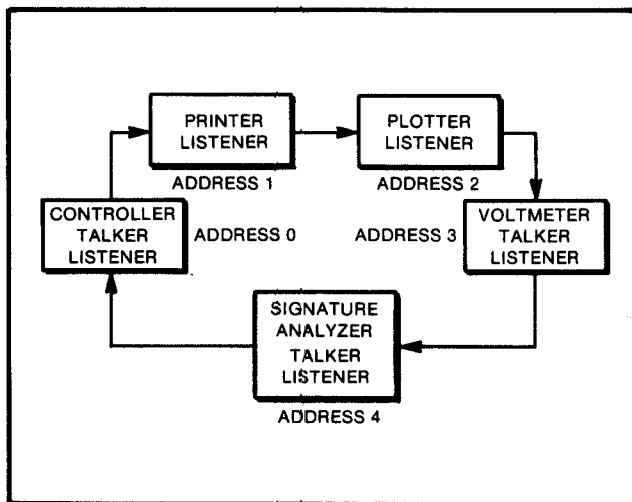 PRINTER
LISTENER
ADDRESS 1
PLOTTER
LISTENER
ADDRESS 2
CONTROLLER
TALKER
LISTENER
ADDRESS 0
ADDRESS 3
VOLTMETER
TALKER
LISTENER
SIGNATURE
ANALYZER
TALKER
LISTENER
ADDRESS 4